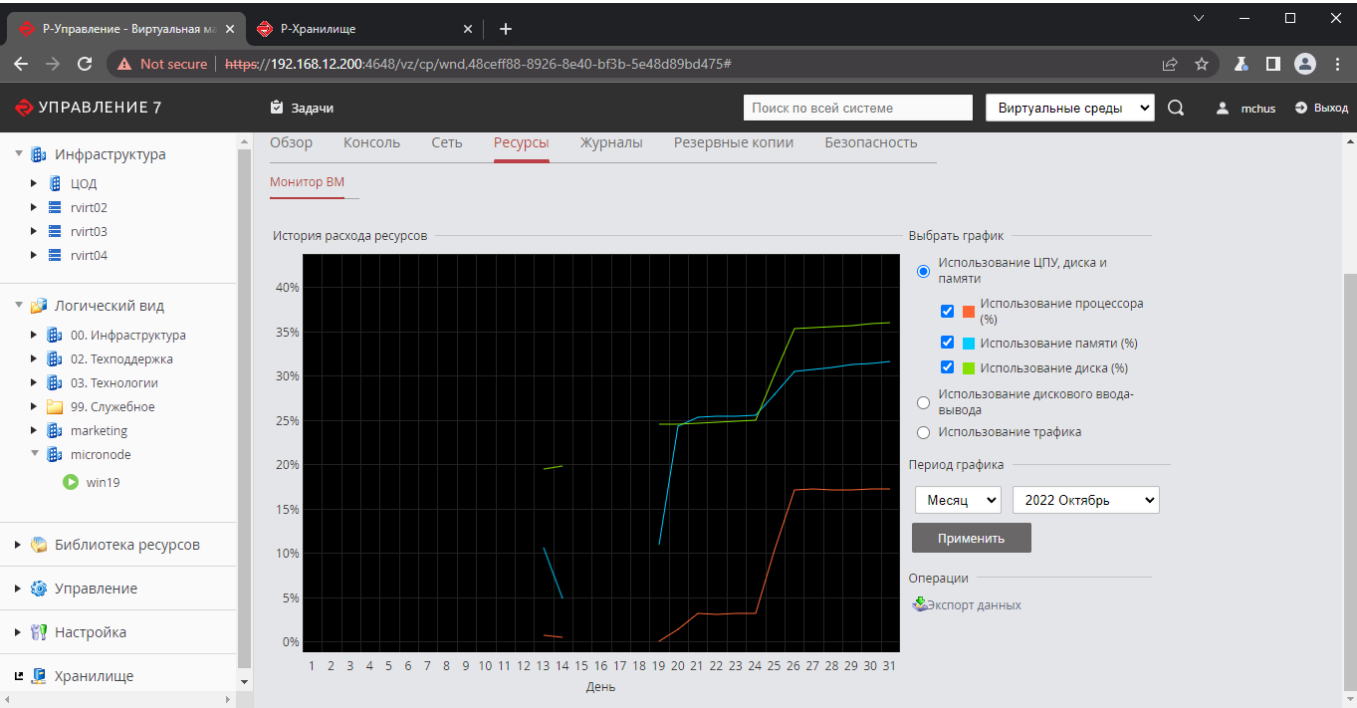 Р-Управление - Виртуальная ма
Р-Хранилище
Not secure
https://192.168.12.200:4648/vz/cp/wnd,48ceff88-8926-8e40-bf3b-5e48d89bd475#
УПРАВЛЕНИЕ 7
Задачи
Поиск по всей системе
Виртуальные среды
mchus
Выход
Инфраструктура
ЦОД
rvirt02
rvirt03
rvirt04
Логический вид
00. Инфраструктура
02. Техподдержка
03. Технологии
99. Служебное
marketing
micronode
win19
Библиотека ресурсов
Управление
Настройка
Хранилище
Обзор Консоль Сеть Ресурсы Журналы Резервные копии Безопасность
Монитор ВМ
История расхода ресурсов
40%
35%
30%
25%
20%
15%
10%
5%
0%
1 2 3 4 5 6 7 8 9 10 11 12 13 14 15 16 17 18 19 20 21 22 23 24 25 26 27 28 29 30 31
День
Выбрать график
Использование ЦПУ, диска и
памяти
Использование процессора
(%)
Использование памяти (%)
Использование диска (%)
Использование дискового ввода-
вывода
Использование трафика
Период графика
Месяц
2022 Октябрь
Применить
Операции
Экспорт данных